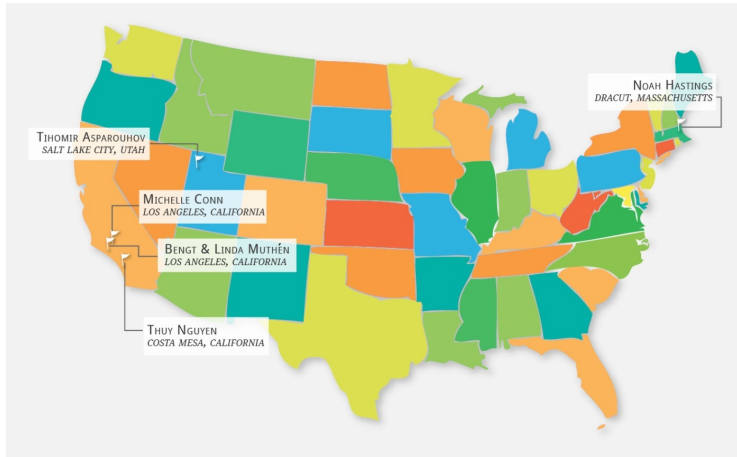 Noah Hastings
Dracut, Massachusetts
Tihomir Asparouhov
Salt Lake City, Utah
Michelle Conn
Los Angeles, California
Bengt & Linda Muthén
Los Angeles, California
Thuy Nguyen
Costa Mesa, California